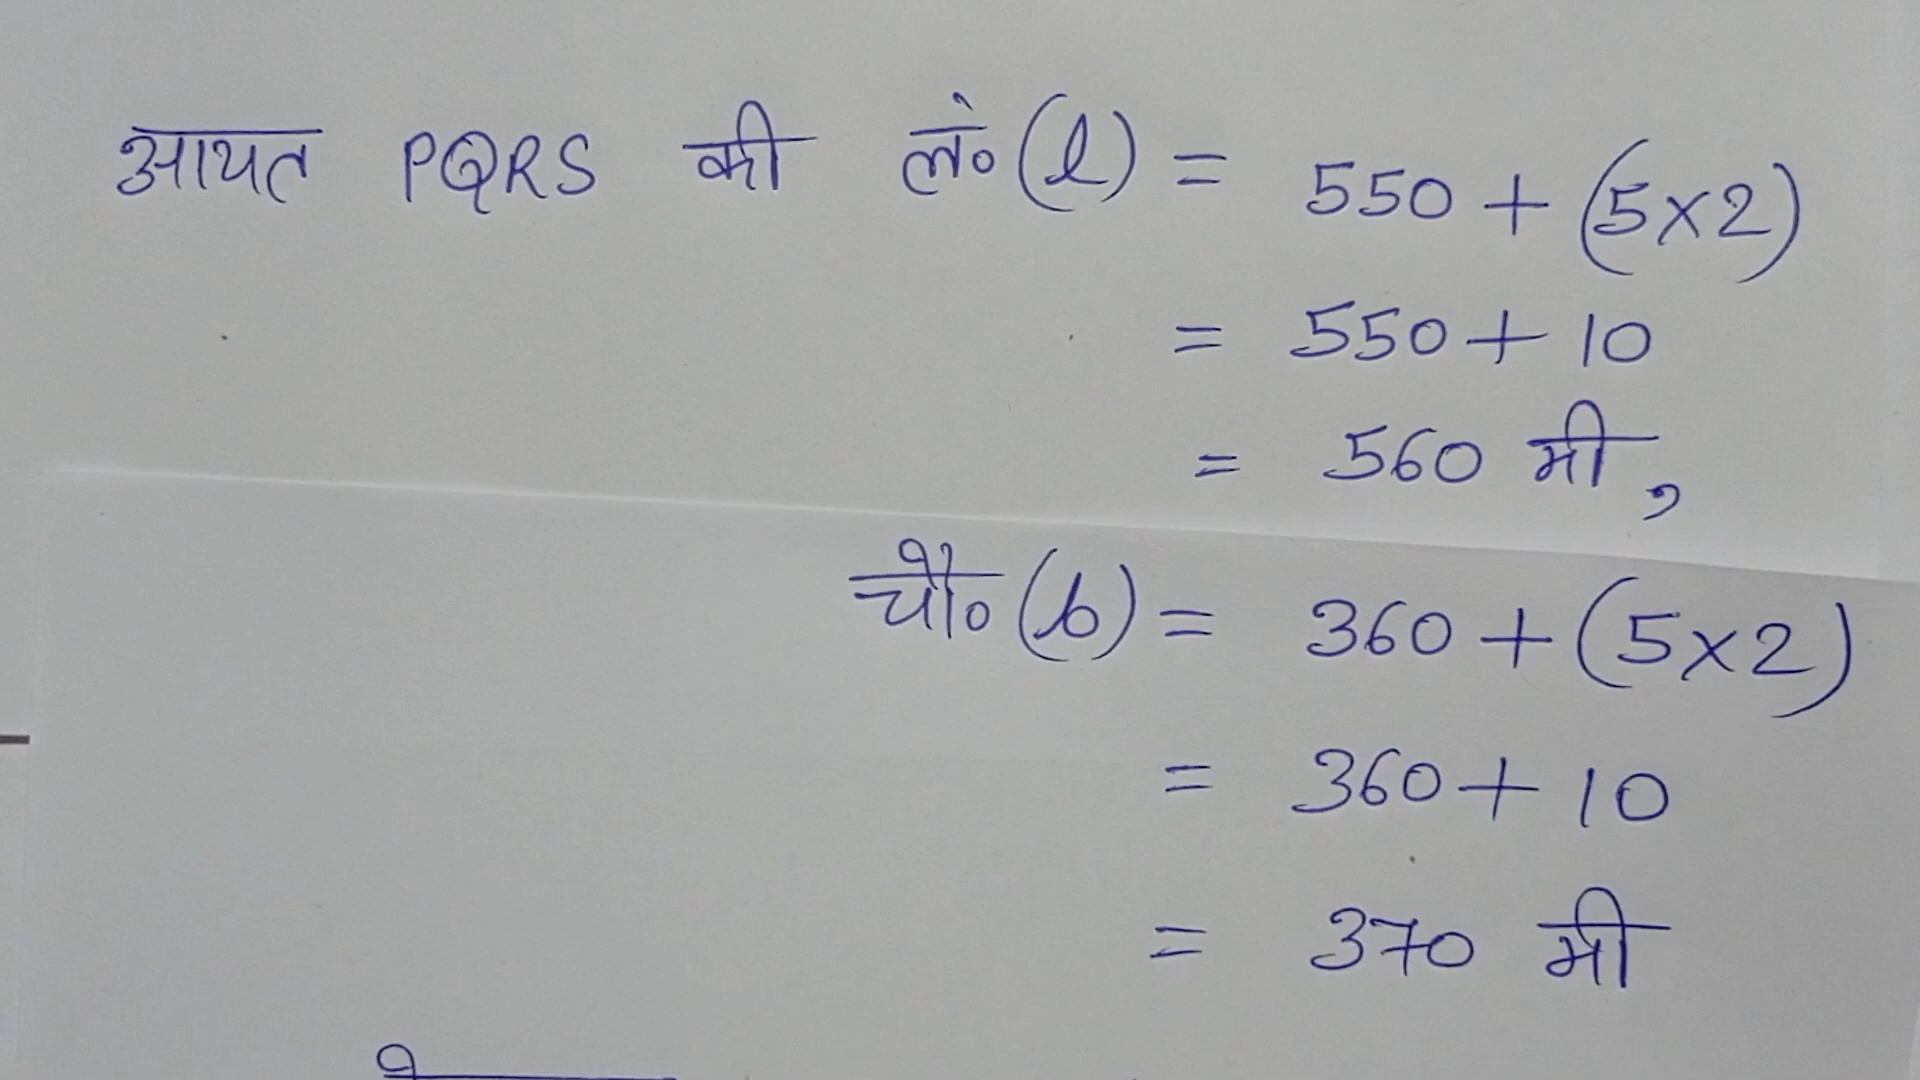 आयत PQRS की लं० (l) = 550 + (5×2)
= 550 + 10
= 560 मी,
चौ० (b) = 360 + (5×2)
= 360 + 10
= 370 मी